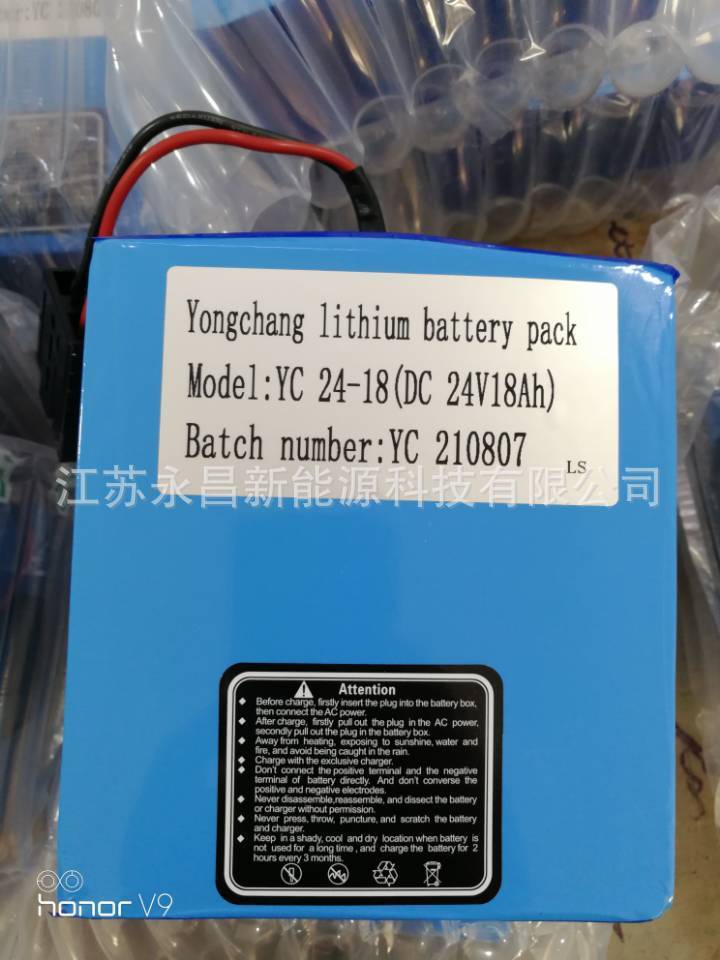 er:YC 2108
Yongchang lithium battery pack
Model:YC 24-18(DC 24V18Ah)
Batch number:YC 210807
LS
江苏永昌新能源科技有限公司
Attention
◆ Before charge, firstly insert the plug into the battery box,
then connect the AC power.
◆ After charge, firstly pull out the plug in the AC power,
secondly pull out the plug in the battery box.
◆ Away from heating, exposing to sunshine, water and
fire, and avoid being caught in the rain.
◆ Charge with the exclusive charger.
◆ Don't connect the positive terminal and the negative
terminal of battery directly. And don't converse the
positive and negative electrodes.
◆ Never disassemble,reassemble, and dissect the battery
or charger without permission.
◆ Never press, throw, puncture, and scratch the battery
and charger.
◆ Keep in a shady, cool and dry location when battery is
not used for a long time, and charge the battery for 2
hours every 3 months.
honor V9